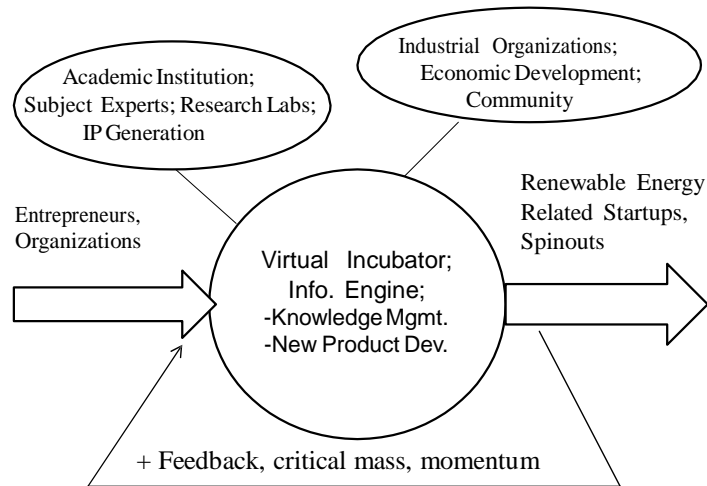 Academic Institution;
Subject Experts; Research Labs;
IP Generation
Industrial Organizations;
Economic Development;
Community
Entrepreneurs,
Organizations
Virtual Incubator;
Info. Engine;
-Knowledge Mgmt.
-New Product Dev.
Renewable Energy
Related Startups,
Spinouts
+ Feedback, critical mass, momentum